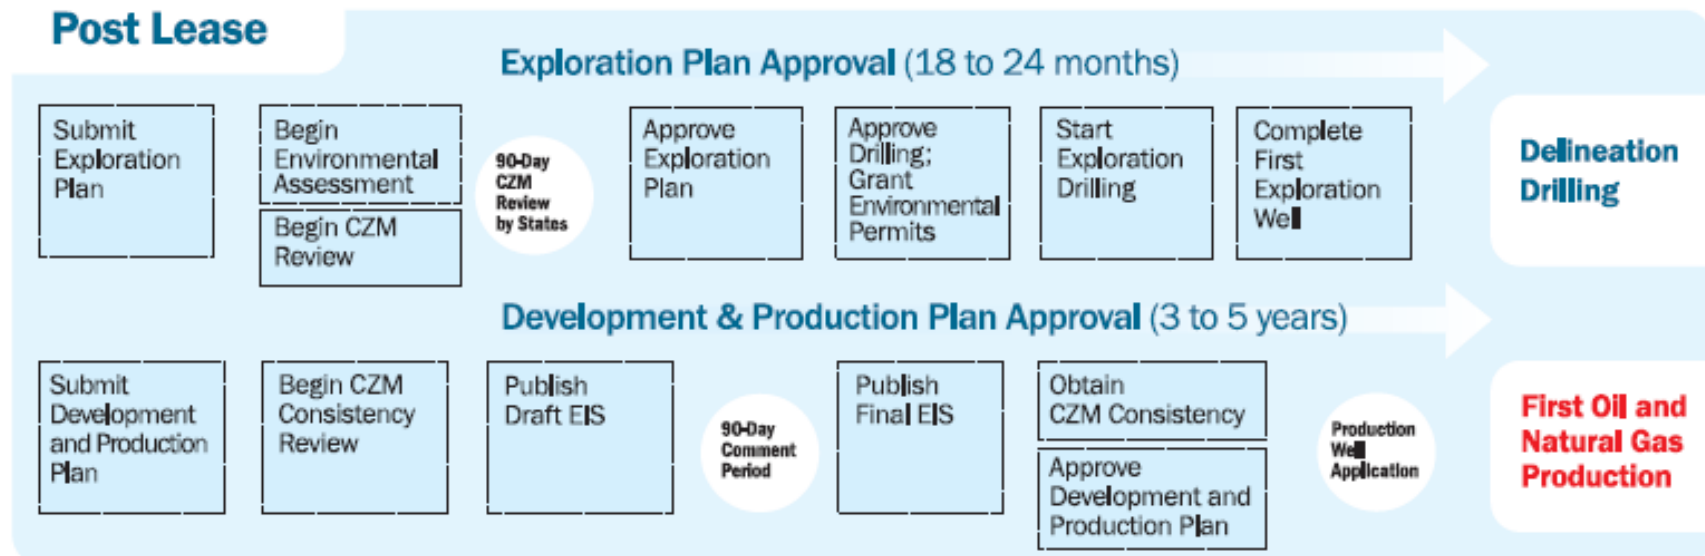 Post Lease
Exploration Plan Approval (18 to 24 months)
Submit
Exploration
Plan
Begin
Environmental
Assessment
Begin CZM
Review
90-Day
CZM
Review
by States
Approve
Exploration
Plan
Approve
Drilling;
Grant
Environmental
Permits
Start
Exploration
Drilling
Complete
First
Exploration
Well
Delineation
Drilling
Development & Production Plan Approval (3 to 5 years)
Submit
Development
and Production
Plan
Begin CZM
Consistency
Review
Publish
Draft EIS
90-Day
Comment
Period
Publish
Final EIS
Obtain
CZM Consistency
Approve
Development and
Production Plan
Production
Well
Application
First Oil and
Natural Gas
Production